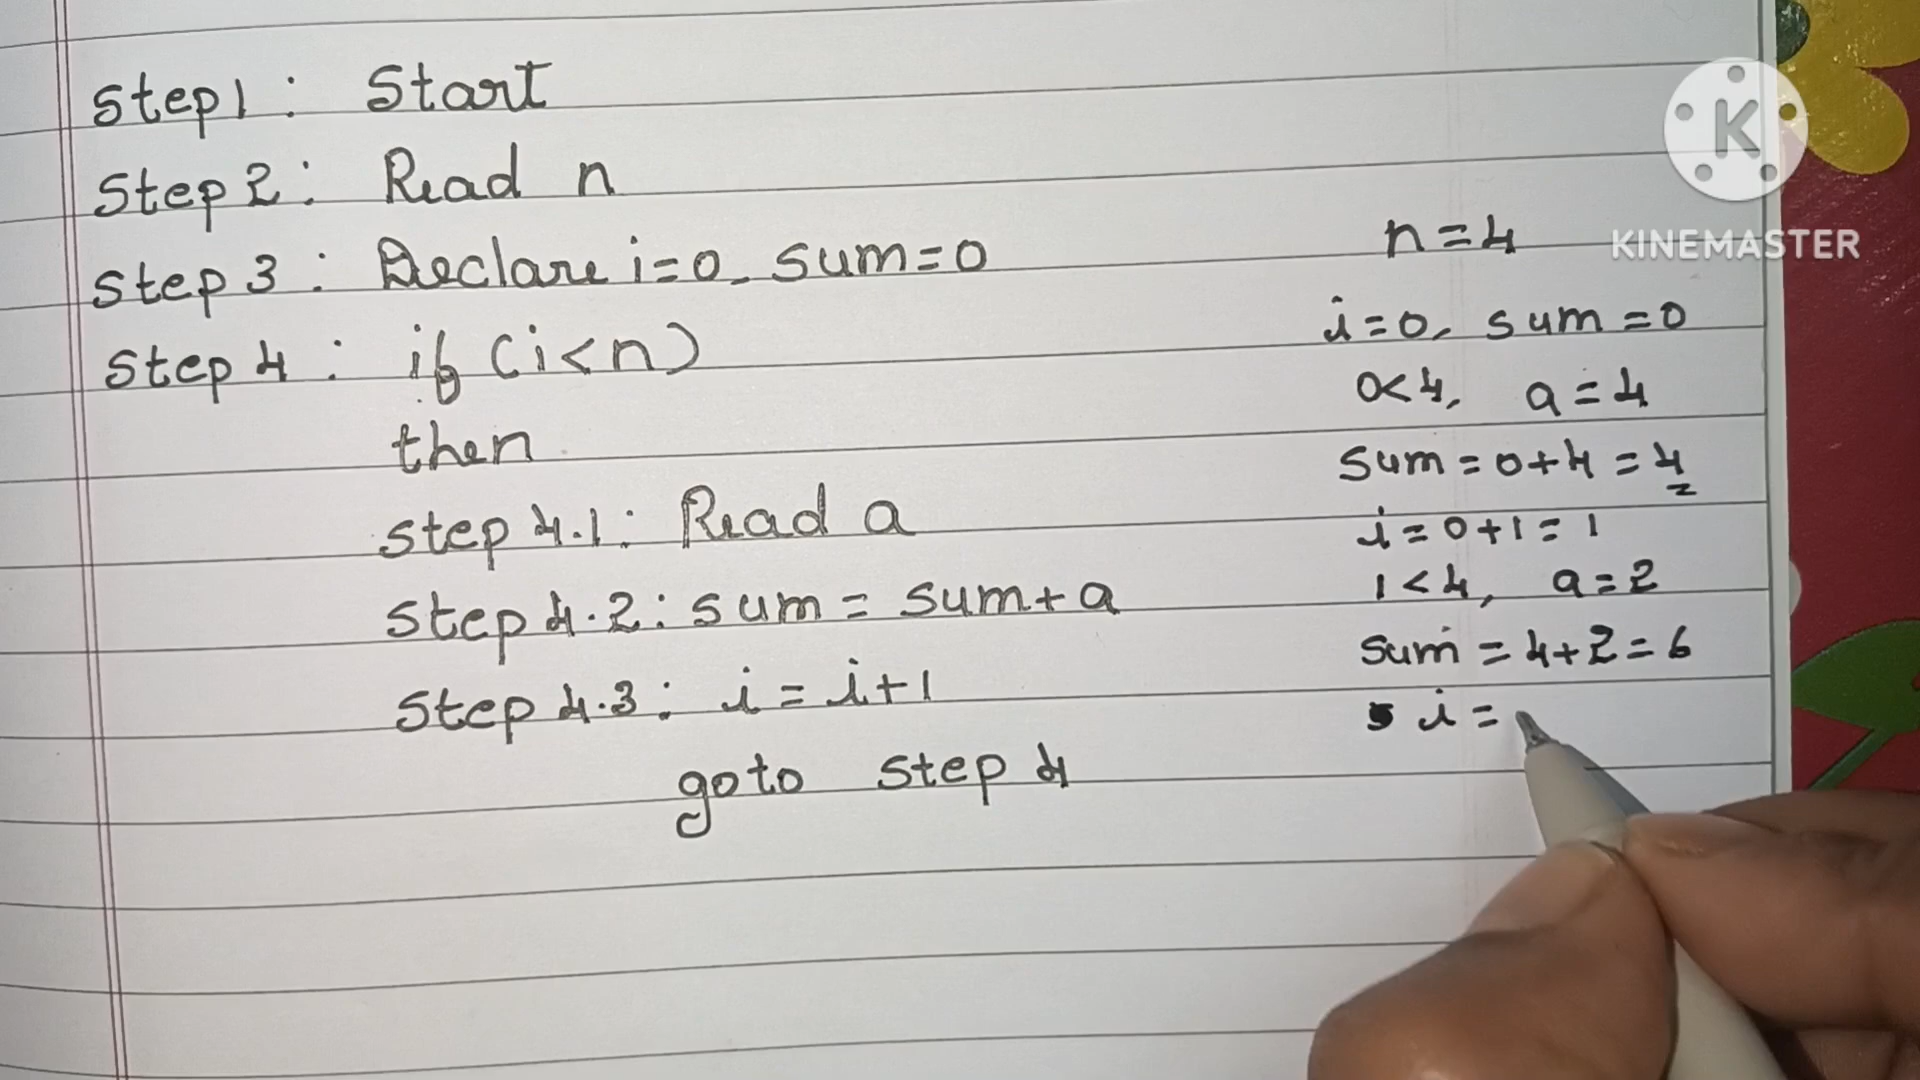 Step1: Start
Step2: Read n
Step 3: Declare i=0, sum=0
Step 4: if (i<n)
then
Step 4.1: Read a
Step 4.2: sum = sum+a
Step 4.3: i = i+1
goto step 4
n=4
i=0, sum=0
0<4, a=4
Sum=0+4=4
i=0+1=1
1<4, a=2
Sum=4+2=6
i=
K
KINEMASTER